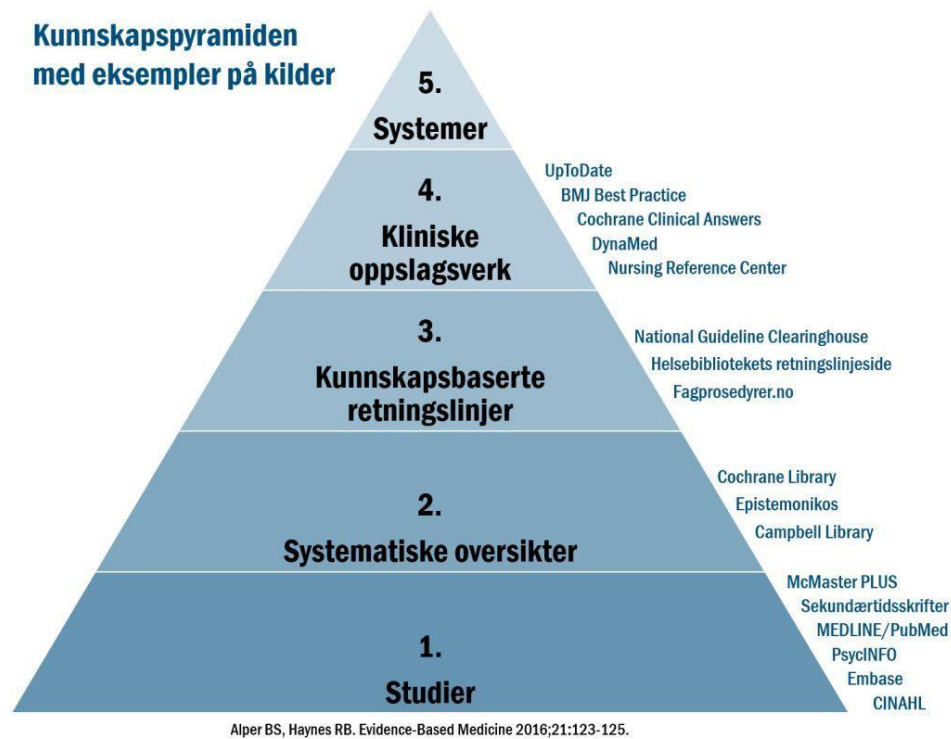 Kunnskapspyramiden
med eksempler på kilder
5.
Systemer
4.
Kliniske
oppslagsverk
UpToDate
BMJ Best Practice
Cochrane Clinical Answers
DynaMed
Nursing Reference Center
3.
Kunnskapsbaserte
retningslinjer
National Guideline Clearinghouse
Helsebibliotekets retningslinjeside
Fagprosedyrer.no
2.
Systematiske oversikter
Cochrane Library
Epistemonikos
Campbell Library
1.
Studier
McMaster PLUS
Sekundærtidsskrifter
MEDLINE/PubMed
PsycINFO
Embase
CINAHL
Alper BS, Haynes RB. Evidence-Based Medicine 2016;21:123-125.